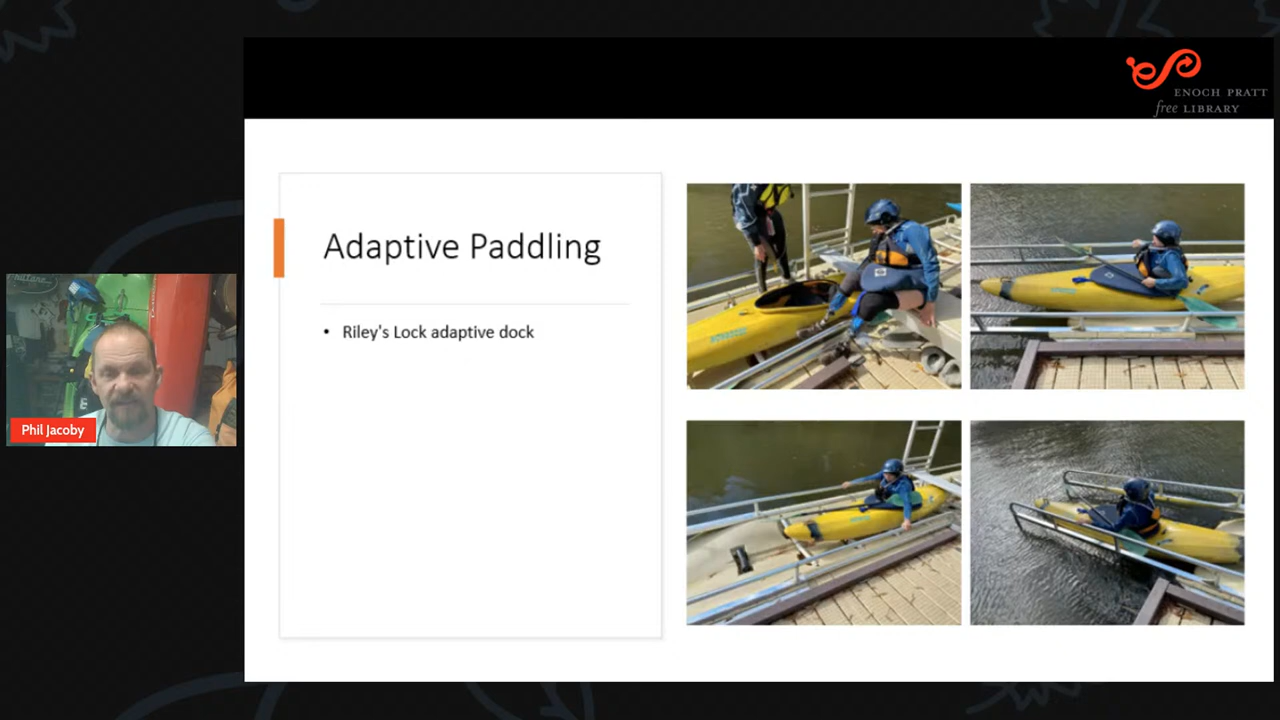 ENOCH PRATT
free LIBRARY
Adaptive Paddling
• Riley's Lock adaptive dock
Phil Jacoby